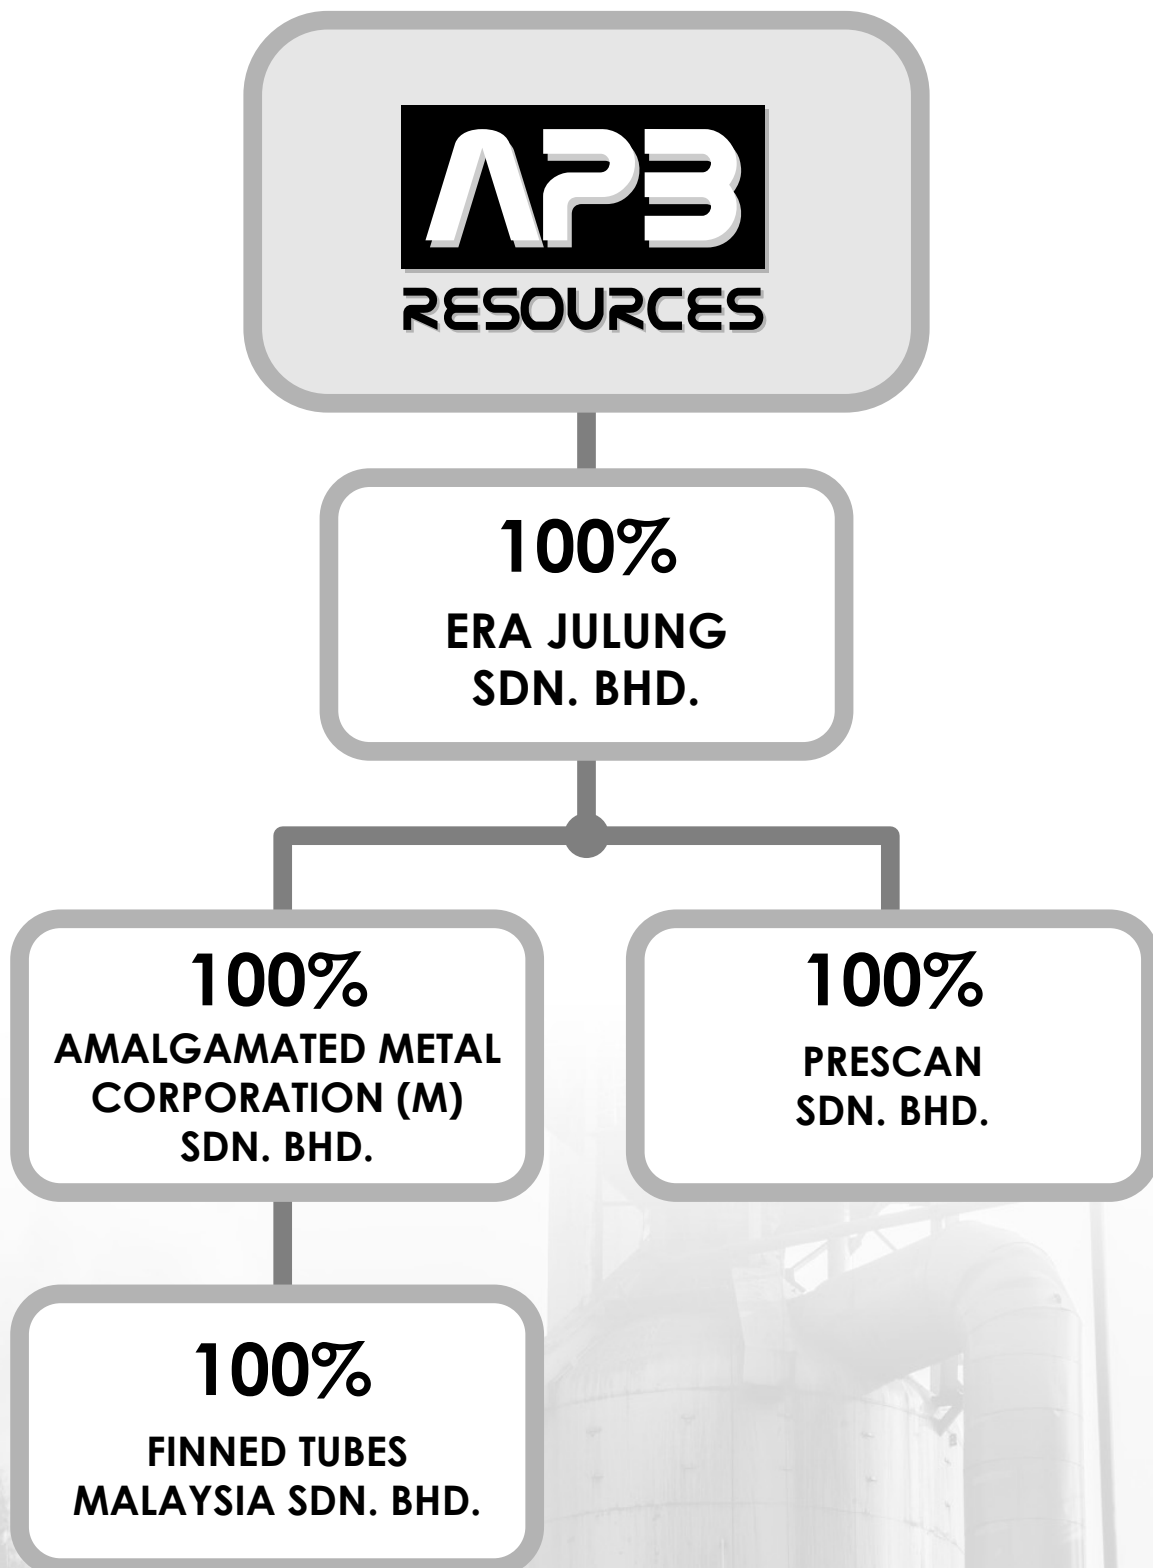 APB
RESOURCES
100%
ERA JULUNG
SDN. BHD.
100%
AMALGAMATED METAL
CORPORATION (M)
SDN. BHD.
100%
PRESCAN
SDN. BHD.
100%
FINNED TUBES
MALAYSIA SDN. BHD.